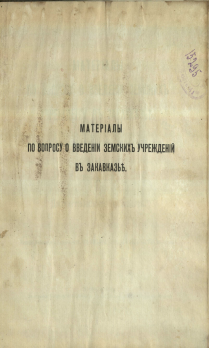 МАТЕРІАЛЫ
ПО ВОПРОСУ О ВВЕДЕНІИ ЗЕМСКИХЪ УЧРЕЖДЕНІЙ
ВЪ ЗАКАВКАЗЬѢ.